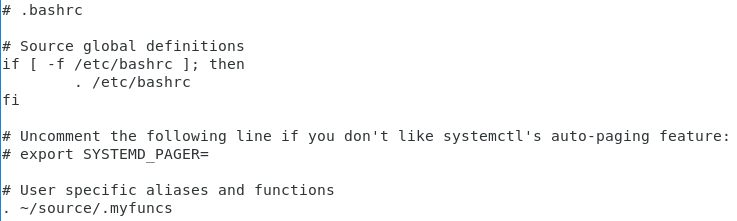 # .bashrc

# Source global definitions
if [ -f /etc/bashrc ]; then
        . /etc/bashrc
fi

# Uncomment the following line if you don't like systemctl's auto-paging feature:
# export SYSTEMD_PAGER=

# User specific aliases and functions
. ~/source/.myfuncs